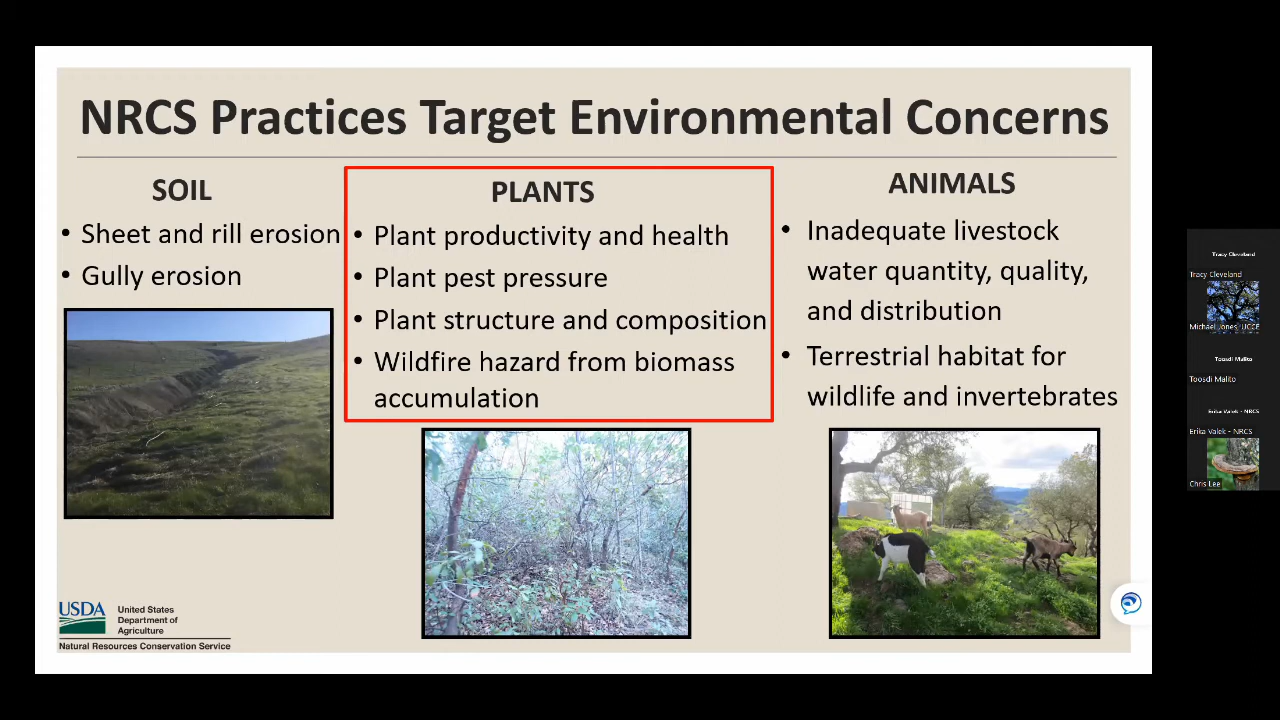 NRCS Practices Target Environmental Concerns
SOIL
• Sheet and rill erosion
• Gully erosion
PLANTS
• Plant productivity and health
• Plant pest pressure
• Plant structure and composition
• Wildfire hazard from biomass
accumulation
ANIMALS
• Inadequate livestock
water quantity, quality,
and distribution
• Terrestrial habitat for
wildlife and invertebrates
USDA
United States
Department of
Agriculture
Natural Resources Conservation Service
Tracy Cleveland
Tracy Cleveland
Michael Jones, UCCE
Toosdi Malito
Toosdi Malito
Erika Valek - NRCS
Erika Valek - NRCS
Chris Lee